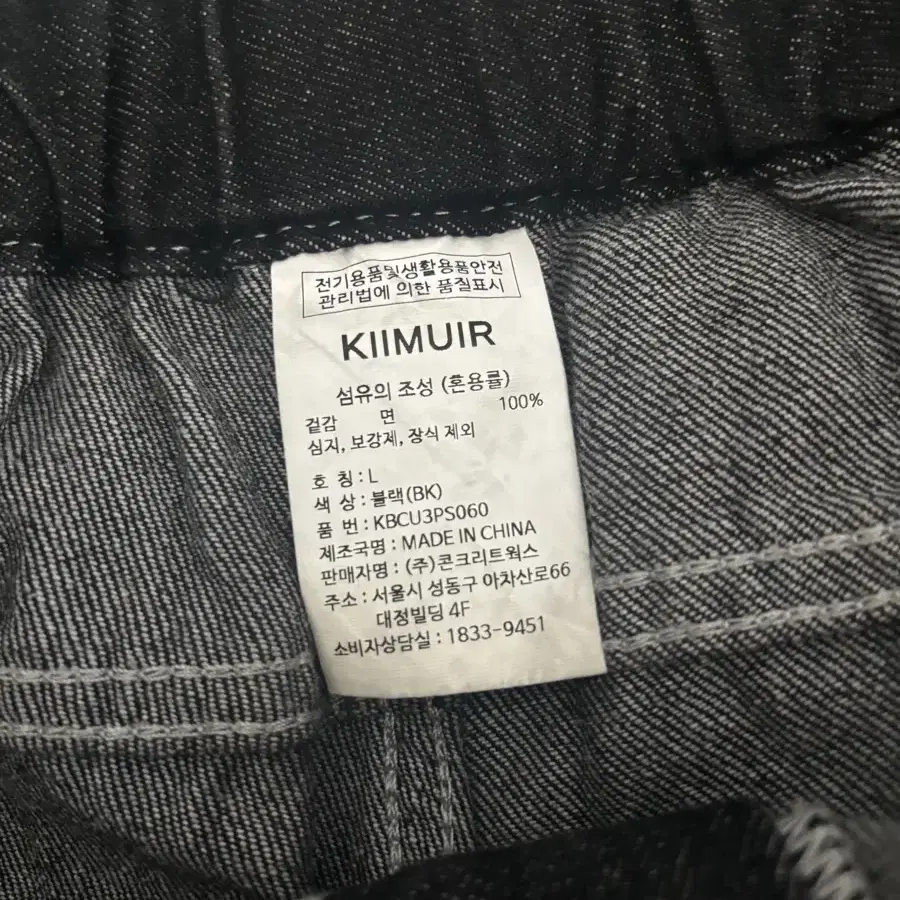 전기용품및생활용품안전
관리법에 의한 품질표시
KIIMUIR
섬유의 조성 (혼용률)
겉감 면 100%
심지, 보강제, 장식 제외
호 칭 : L
색 상 : 블랙(BK)
품 번 : KBCU3PS060
제조국명 : MADE IN CHINA
판매자명 : (주)콘크리트웍스
주소 : 서울시 성동구 아차산로66
대정빌딩 4F
소비자상담실 : 1833-9451